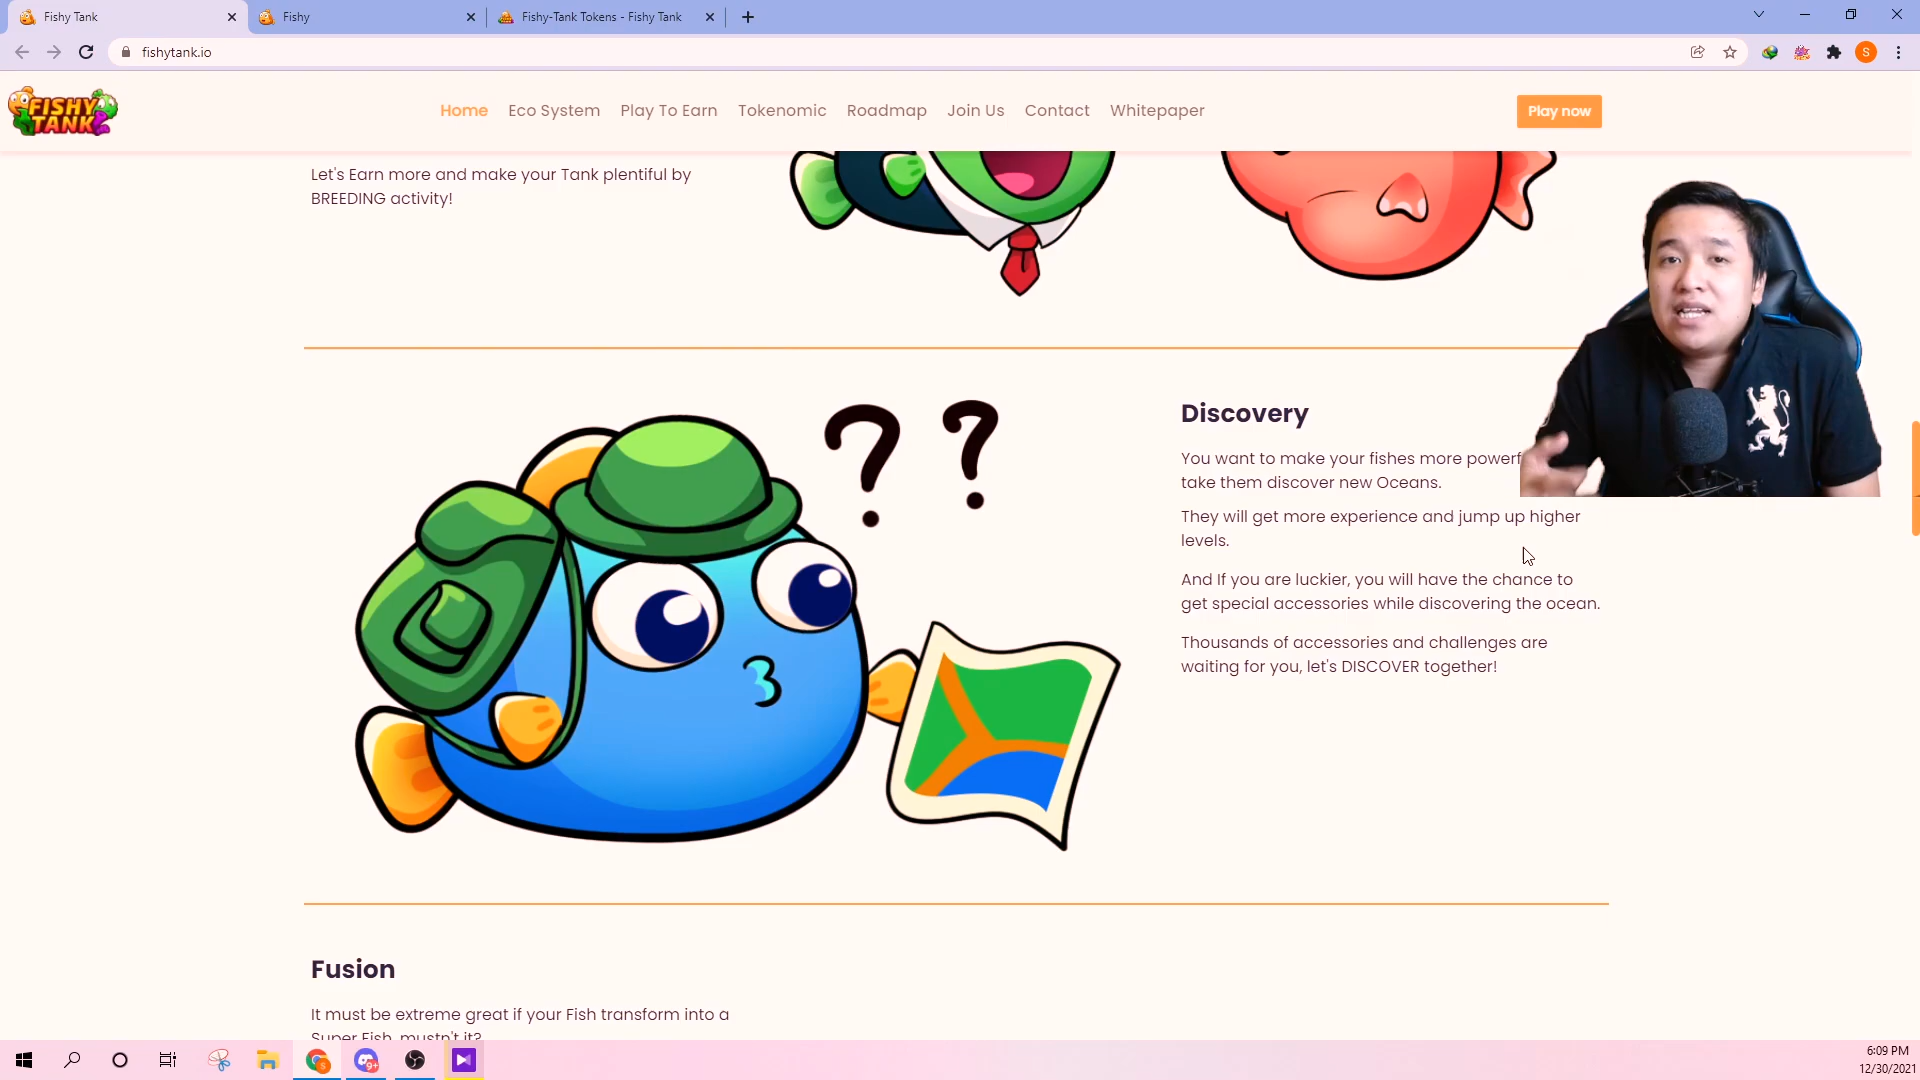 Fishy Tank
Fishy
Fishy-Tank Tokens - Fishy Tank
fishytank.io
S
FISHY
TANK
Home
Eco System
Play To Earn
Tokenomic
Roadmap
Join Us
Contact
Whitepaper
Play now
Let's Earn more and make your Tank plentiful by
BREEDING activity!
? ?
Discovery
You want to make your fishes more powerf
take them discover new Oceans.
They will get more experience and jump up higher
levels.
And If you are luckier, you will have the chance to
get special accessories while discovering the ocean.
Thousands of accessories and challenges are
waiting for you, let's DISCOVER together!
Fusion
It must be extreme great if your Fish transform into a
Super Fish, mustn't it?
S
9+
6:09 PM
12/30/2021